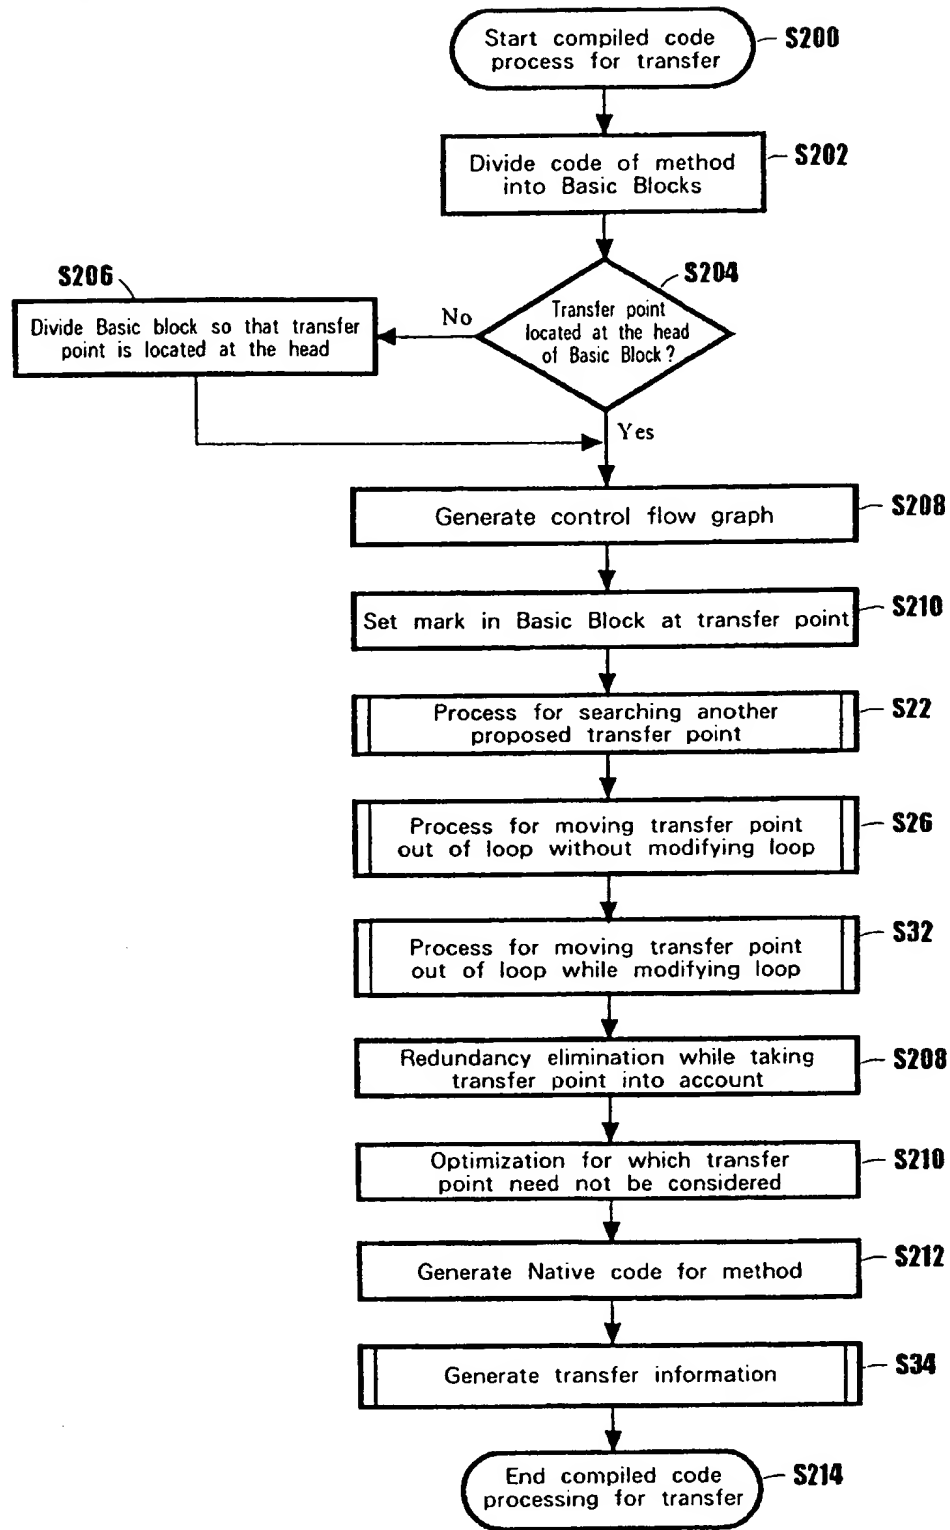 Start compiled code
process for transfer
S200
Divide code of method
into Basic Blocks
S202
S204
Transfer point
located at the head
of Basic Block?
S206
Divide Basic block so that transfer
point is located at the head
No
Yes
Generate control flow graph
S208
Set mark in Basic Block at transfer point
S210
Process for searching another
proposed transfer point
S22
Process for moving transfer point
out of loop without modifying loop
S26
Process for moving transfer point
out of loop while modifying loop
S32
Redundancy elimination while taking
transfer point into account
S208
Optimization for which transfer
point need not be considered
S210
Generate Native code for method
S212
Generate transfer information
S34
End compiled code
processing for transfer
S214